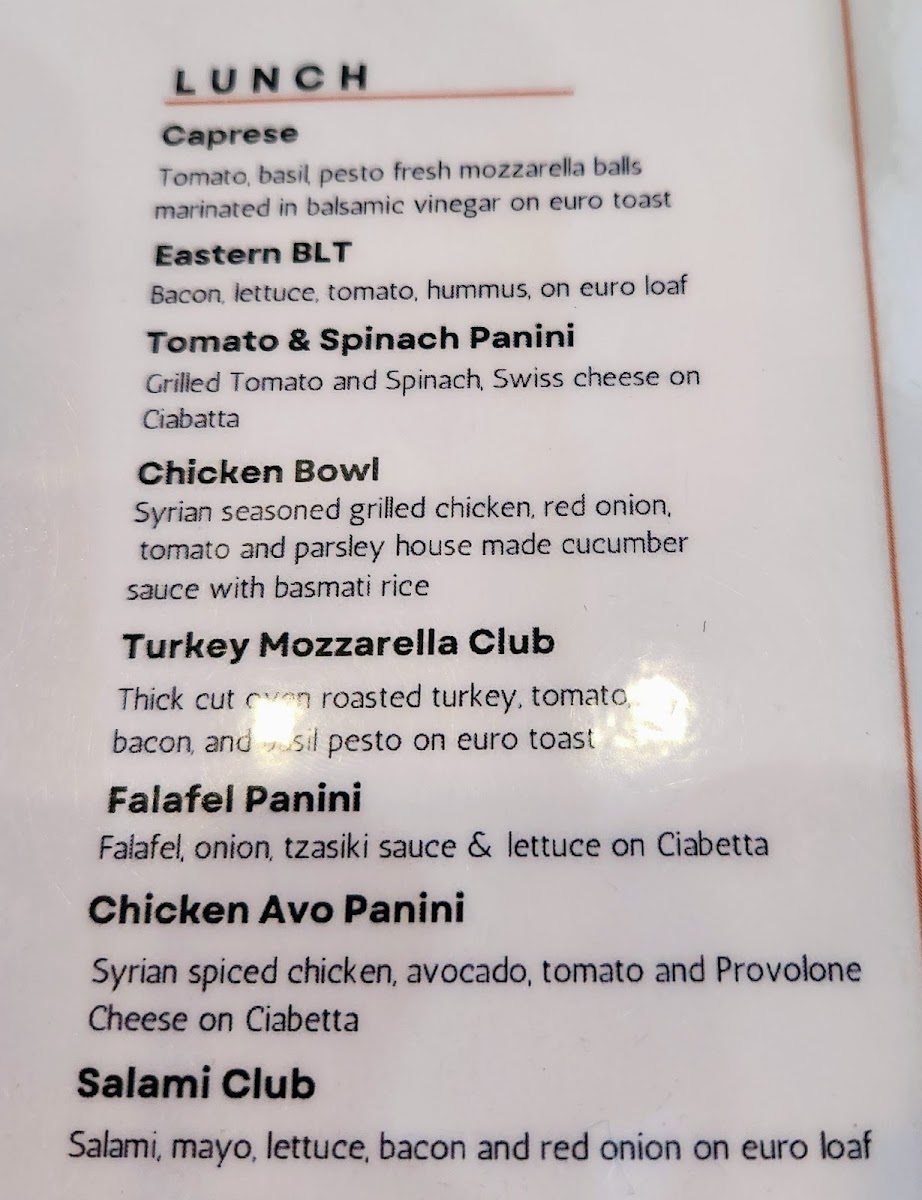 LUNCH
Caprese
Tomato, basil, pesto fresh mozzarella balls
marinated in balsamic vinegar on euro toast
Eastern BLT
Bacon, lettuce, tomato, hummus, on euro loaf
Tomato & Spinach Panini
Grilled Tomato and Spinach, Swiss cheese on
Ciabatta
Chicken Bowl
Syrian seasoned grilled chicken, red onion,
tomato and parsley house made cucumber
sauce with basmati rice
Turkey Mozzarella Club
Thick cut oven roasted turkey, tomato,
bacon, and basil pesto on euro toast
Falafel Panini
Falafel, onion, tzasiki sauce & lettuce on Ciabetta
Chicken Avo Panini
Syrian spiced chicken, avocado, tomato and Provolone
Cheese on Ciabetta
Salami Club
Salami, mayo, lettuce, bacon and red onion on euro loaf